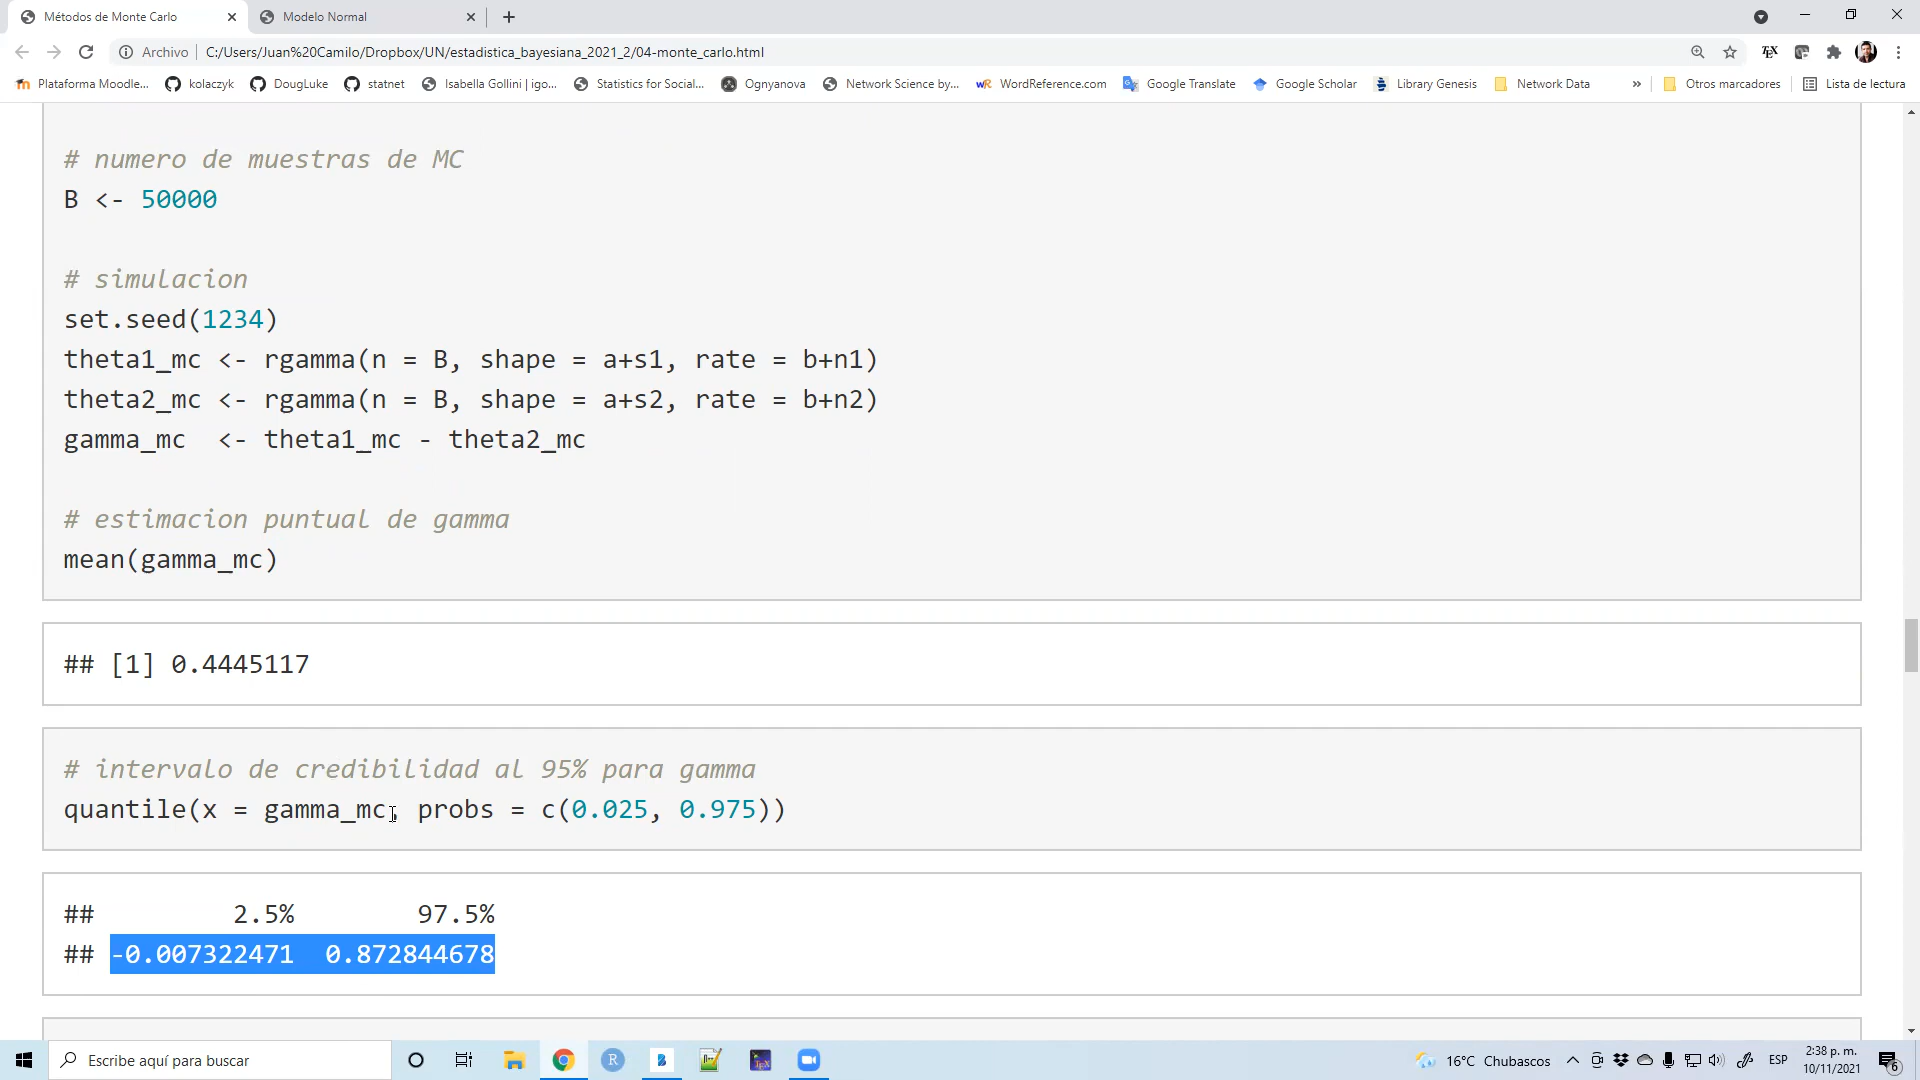 Métodos de Monte Carlo
Modelo Normal
Archivo C:/Users/Juan%20Camilo/Dropbox/UN/estadistica_bayesiana_2021_2/04-monte_carlo.html
Plataforma Moodle... kolaczyk DougLuke statnet Isabella Gollini | igo... Statistics for Social... Ognyanova Network Science by... WordReference.com Google Translate Google Scholar Library Genesis Network Data » Otros marcadores Lista de lectura
# numero de muestras de MC
B <- 50000
# simulacion
set.seed(1234)
theta1_mc <- rgamma(n = B, shape = a+s1, rate = b+n1)
theta2_mc <- rgamma(n = B, shape = a+s2, rate = b+n2)
gamma_mc  <- theta1_mc - theta2_mc
# estimacion puntual de gamma
mean(gamma_mc)
## [1] 0.4445117
# intervalo de credibilidad al 95% para gamma
quantile(x = gamma_mc, probs = c(0.025, 0.975))
##         2.5%        97.5%
## -0.007322471  0.872844678
Escribe aquí para buscar
16°C Chubascos
ESP
2:38 p. m.
10/11/2021
6